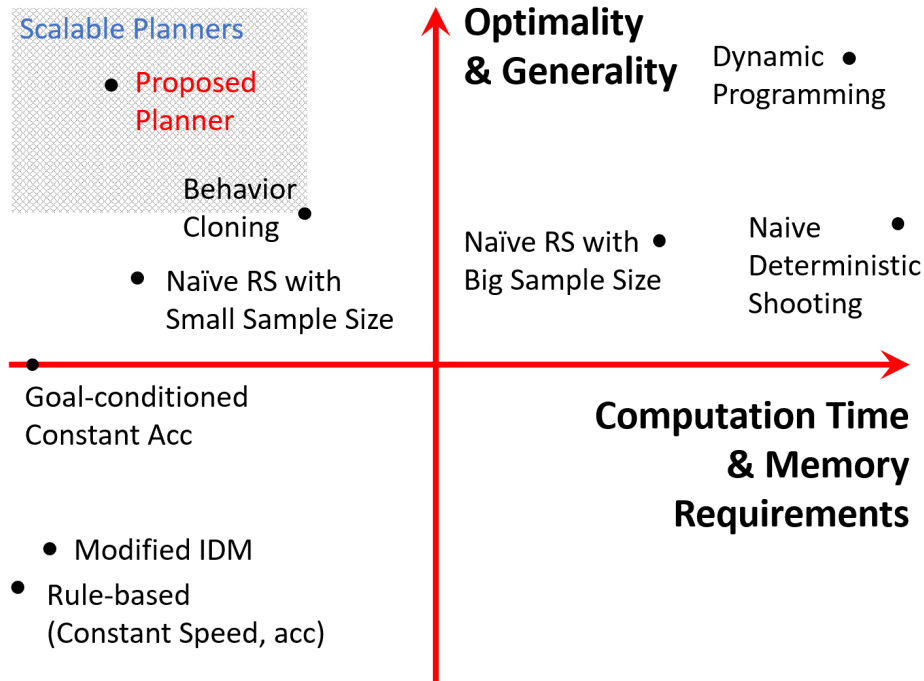 Scalable Planners
Proposed
Planner
Optimality
& Generality
Dynamic
Programming
Behavior
Cloning
Naïve RS with
Small Sample Size
Naïve RS with
Big Sample Size
Naive
Deterministic
Shooting
Goal-conditioned
Constant Acc
Computation Time
& Memory
Requirements
Modified IDM
Rule-based
(Constant Speed, acc)